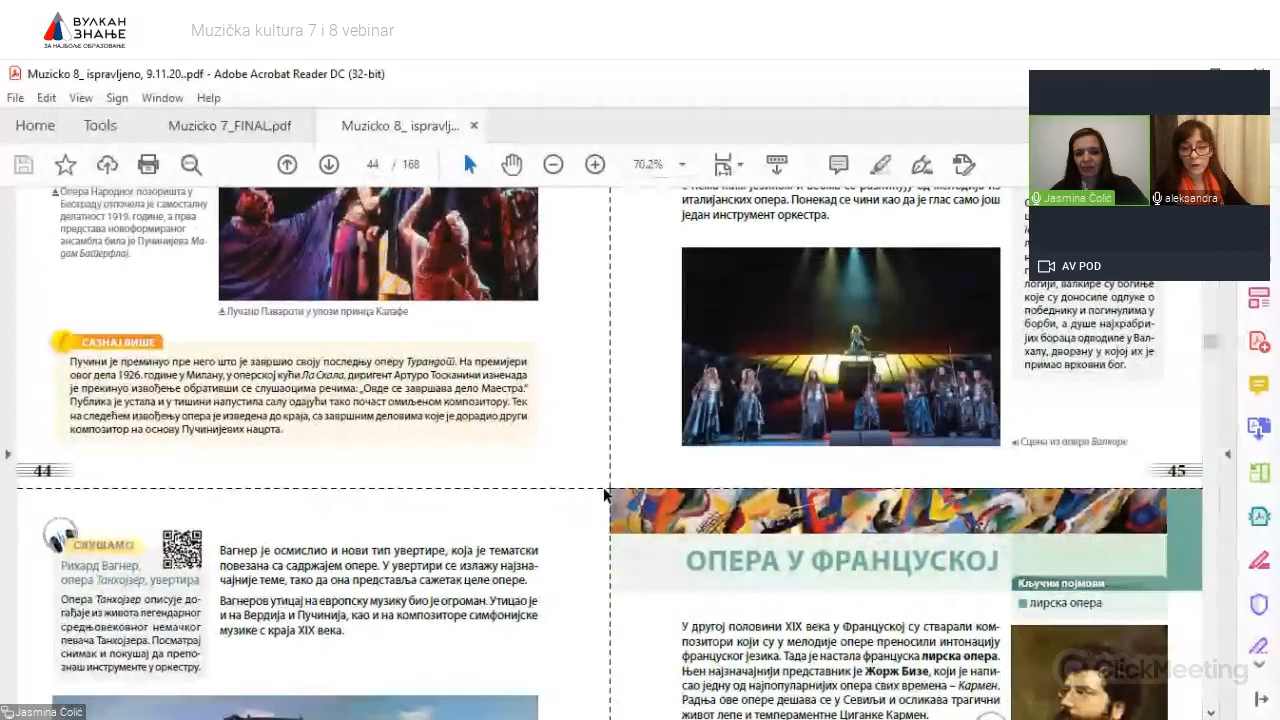 ВУЛКАН
ЗНАЊЕ
ЗА НАЈБОЉЕ ОБРАЗОВАЊЕ
Muzička kultura 7 i 8 vebinar
Muzicko 8_ ispravljeno, 9.11.20..pdf - Adobe Acrobat Reader DC (32-bit)
File Edit View Sign Window Help
Home Tools Muzicko 7_FINAL.pdf Muzicko 8_ ispravlj... ×
44 / 168 70.2%
Jasmina Čolić aleksandra
AV POD
Опера Народног позоришта у
Београду отпочела је самосталну
делатност 1919. године, а прва
представа новоформираног
ансамбла била је Пучинијева Ма-
дам Батерфлај.
Лучано Павароти у улози принца Калафе
САЗНАЈ ВИШЕ
Пучини је преминуо пре него што је завршио своју последњу оперу Турандот. На премијери
овог дела 1926. године у Милану, у оперској кући Ла Скала, диригент Артуро Тосканини изненада
је прекинуо извођење обративши се слушаоцима речима: „Овде се завршава дело Маестра.“
Публика је устала и у тишини напустила салу одајући тако почаст омиљеном композитору. Тек
на следећем извођењу опера је изведена до краја, са завршним деловима које је дорадио други
композитор на основу Пучинијевих нацрта.
44
италијанских опера. Понекад се чини као да је глас само још
један инструмент оркестра.
логији, валкире су богиње
које су доносиле одлуке о
победнику и погинулима у
борби, а душе најхрабри-
јих бораца одводиле у Вал-
халу, дворану у којој их је
примао врховни бог.
Сцена из опере Валкире
45
СЛУШАМО
Рикард Вагнер,
опера Танхојзер, увертира
Опера Танхојзер описује до-
гађаје из живота легендарног
средњовековног немачког
певача Танхојзера. Посматрај
снимак и покушај да препо-
знаш инструменте у оркестру.
Вагнер је осмислио и нови тип увертире, која је тематски
повезана са садржајем опере. У увертири се излажу најзна-
чајније теме, тако да она представља сажетак целе опере.
Вагнеров утицај на европску музику био је огроман. Утицао је
и на Вердија и Пучинија, као и на композиторе симфонијске
музике с краја XIX века.
ОПЕРА У ФРАНЦУСКОЈ
Кључни појмови
лирска опера
У другој половини XIX века у Француској су стварали ком-
позитори који су у мелодије опере преносили интонацију
француског језика. Тада је настала француска лирска опера.
Њен најзначајнији представник је Жорж Бизе, који је напи-
сао једну од најпопуларнијих опера свих времена – Кармен.
Радња ове опере дешава се у Севиљи и осликава трагични
живот лепе и темпераментне Циганке Кармен.
ClickMeeting
Jasmina Čolić